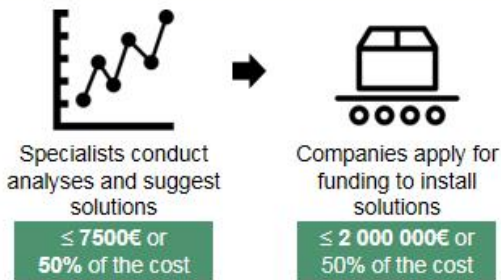 Specialists conduct
analyses and suggest
solutions
≤ 7500€ or
50% of the cost
Companies apply for
funding to install
solutions
≤ 2 000 000€ or
50% of the cost